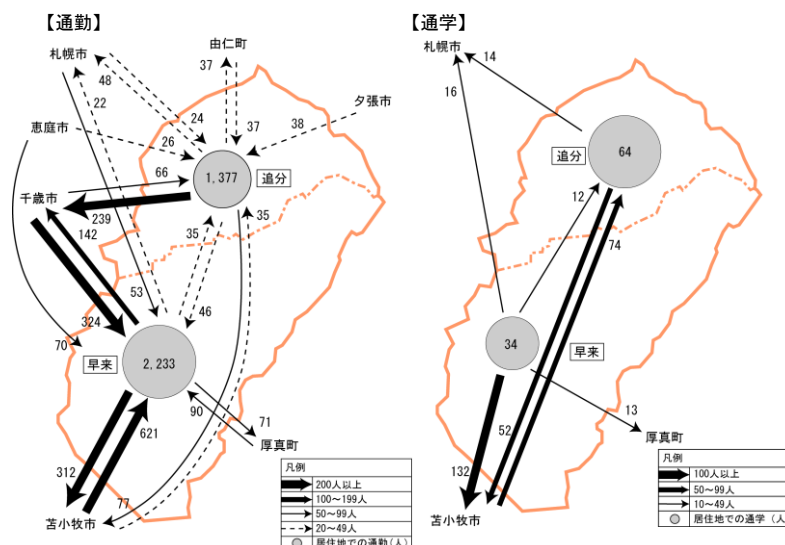 【通勤】
札幌市
由仁町
37
48
22
24
37
38
夕張市
恵庭市
26
66
1,377
追分
千歳市
239
142
35
35
53
46
324
70
早来
2,233
71
90
厚真町
621
312
77
苫小牧市
凡例
200人以上
100～199人
50～99人
20～49人
居住地での通勤(人)
【通学】
札幌市
14
16
追分
64
12
74
34
早来
13
厚真町
52
132
苫小牧市
凡例
100人以上
50～99人
10～49人
居住地での通学 (人)